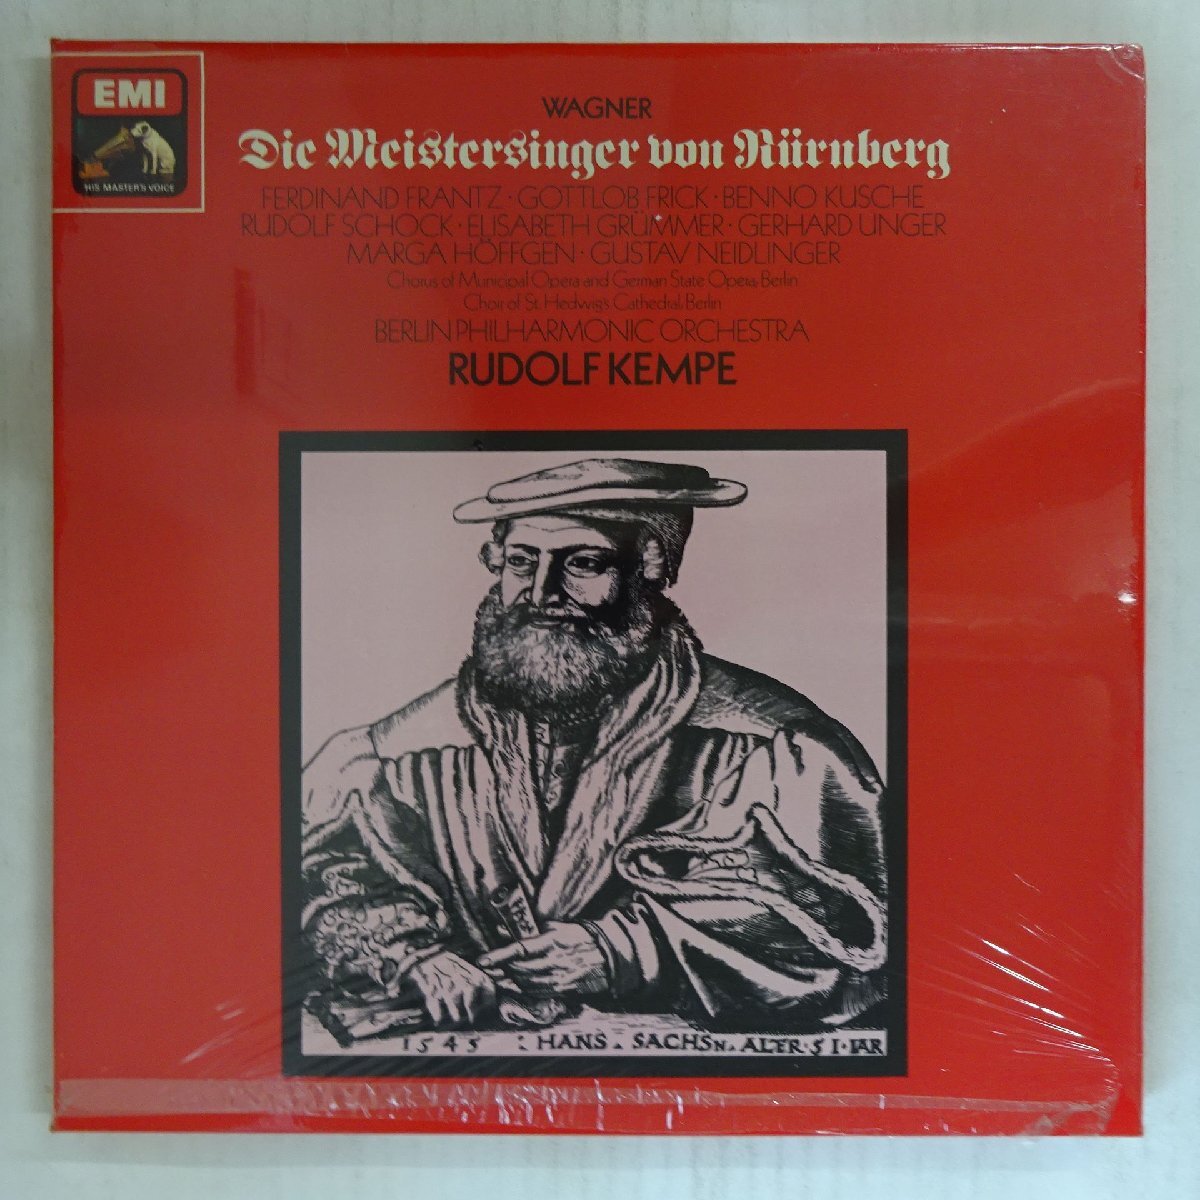 EMI
HIS MASTER'S VOICE
WAGNER
Die Meistersinger von Nürnberg
FERDINAND FRANTZ · GOTTLOB FRICK · BENNO KUSCHE
RUDOLF SCHOCK · ELISABETH GRÜMMER · GERHARD UNGER
MARGA HÖFFGEN · GUSTAV NEIDLINGER
Chorus of Municipal Opera and German State Opera, Berlin
Choir of St. Hedwig's Cathedral, Berlin
BERLIN PHILHARMONIC ORCHESTRA
RUDOLF KEMPE
1545 : HANS · SACHSN · ALTER · 51 · IAR